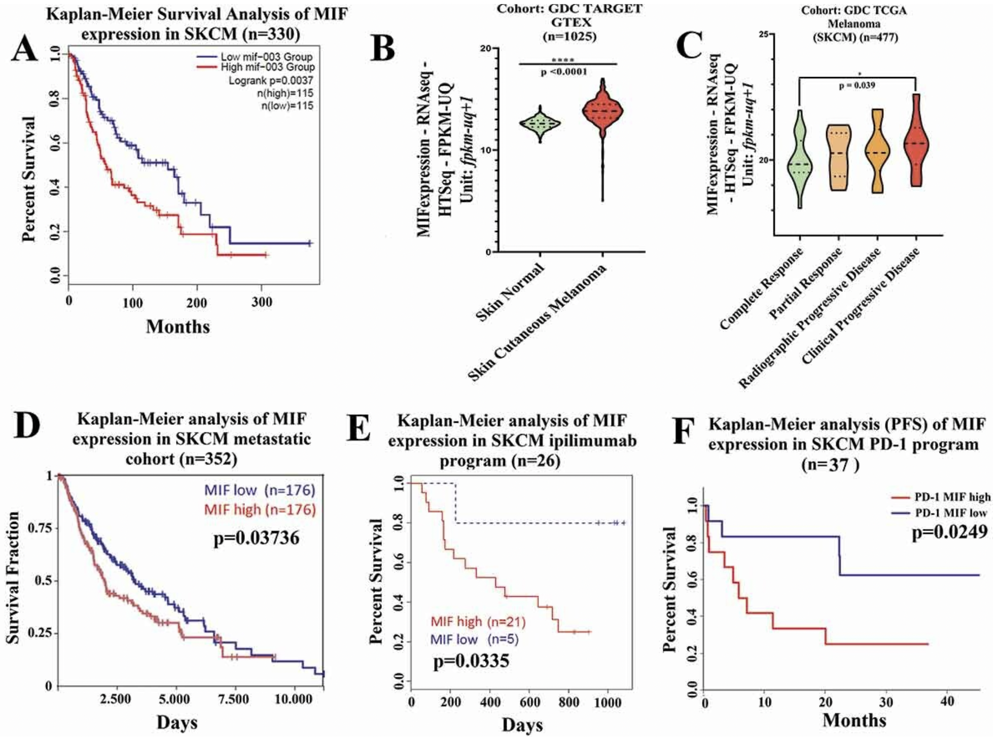 Kaplan-Meier Survival Analysis of MIF
expression in SKCM (n=330)
A
Low mif-003 Group
High mif-003 Group
Logrank p=0.0037
n(high)=115
n(low)=115
Percent Survival
1.0
0.8
0.6
0.4
0.2
0.0
0 100 200 300
Months
B
Cohort: GDC TARGET
GTEX
(n=1025)
MIFexpression - RNAseq -
HTSeq - FPKM-UQ
Unit: fpkm-uq+1
20
10
0
****
p <0.0001
Skin Normal
Skin Cutaneous Melanoma
C
Cohort: GDC TCGA
Melanoma
(SKCM) (n=477)
MIFexpression - RNAseq
- HTSeq - FPKM-UQ
Unit: fpkm-uq+1
25
20
*
p = 0.039
Complete Response
Partial Response
Radiographic Progressive Disease
Clinical Progressive Disease
D
Kaplan-Meier analysis of MIF
expression in SKCM metastatic
cohort (n=352)
MIF low (n=176)
MIF high (n=176)
p=0.03736
Survival Fraction
1
0.75
0.5
0.25
0
2.500 5.000 7.500 10.000
Days
E
Kaplan-Meier analysis of MIF
expression in SKCM ipilimumab
program (n=26)
Percent Survival
1.0
0.8
0.6
0.4
0.2
0.0
MIF high (n=21)
MIF low (n=5)
p=0.0335
0 200 400 600 800 1000
Days
F
Kaplan-Meier analysis (PFS) of MIF
expression in SKCM PD-1 program
(n=37 )
PD-1 MIF high
PD-1 MIF low
p=0.0249
Percent Survival
1.0
0.8
0.6
0.4
0.2
0.0
0 10 20 30 40
Months